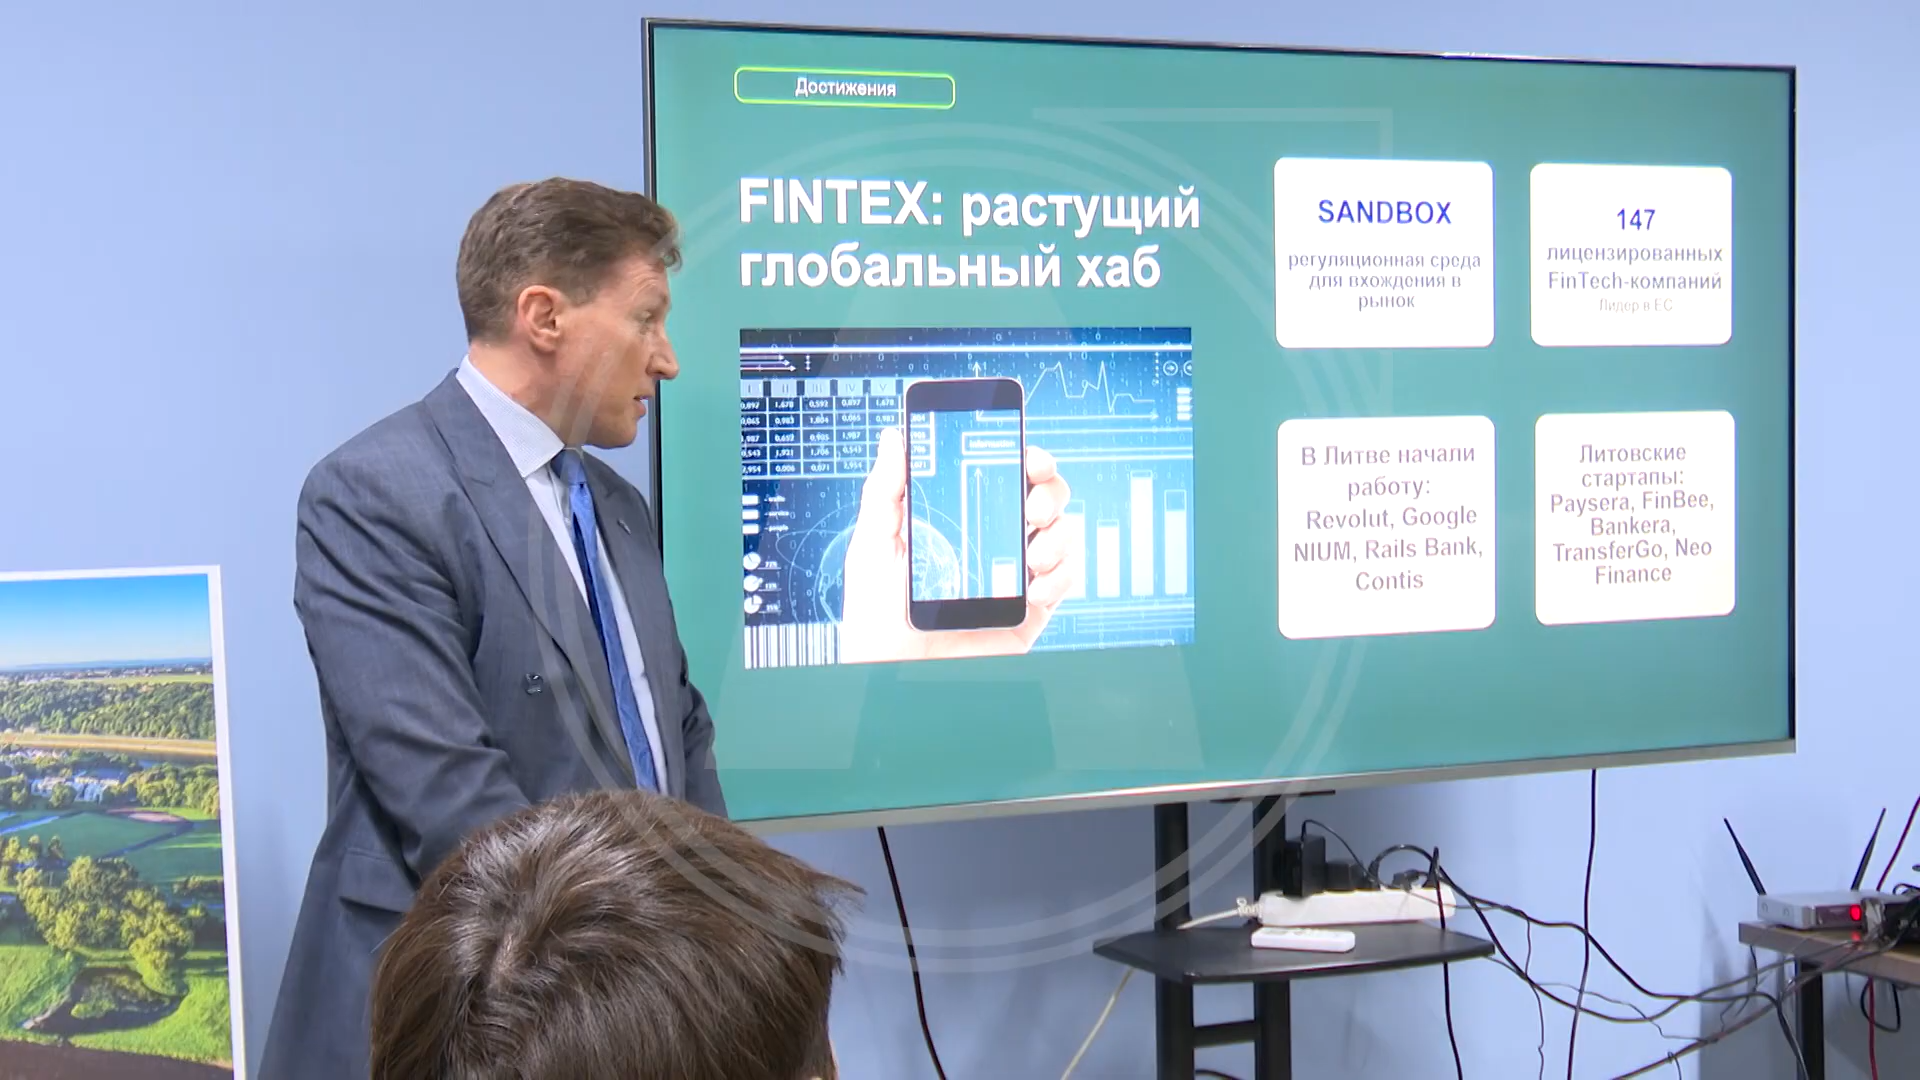 Достижения
FINTEX: растущий
глобальный хаб
SANDBOX
регуляционная среда
для вхождения в
рынок
147
лицензированных
FinTech-компаний
Лидер в ЕС
В Литве начали
работу:
Revolut, Google
NIUM, Rails Bank,
Contis
Литовские
стартапы:
Paysera, FinBee,
Bankera,
TransferGo, Neo
Finance